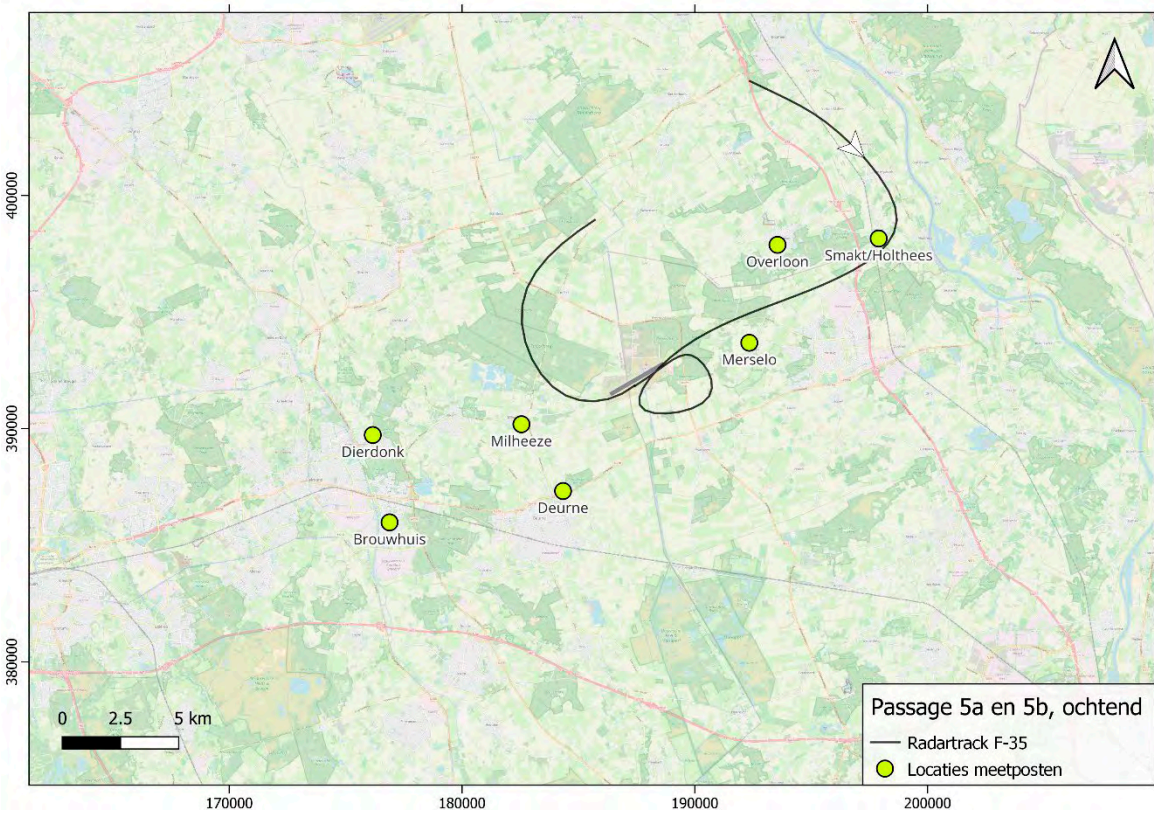 400000
390000
380000
Overloon
Smakt/Holthees
Merselo
Milheeze
Dierdonk
Deurne
Brouwhuis
0 2.5 5 km
Passage 5a en 5b, ochtend
Radartrack F-35
Locaties meetposten
170000 180000 190000 200000